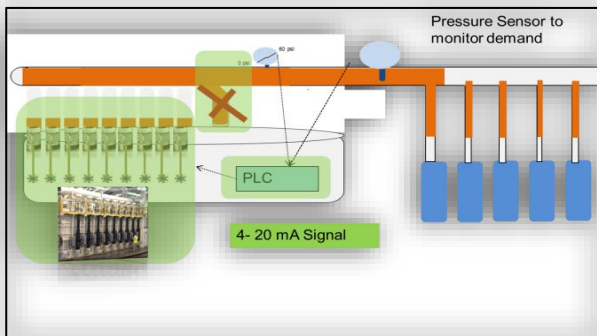 Pressure Sensor to
monitor demand
60 psi
0 psi
PLC
4- 20 mA Signal